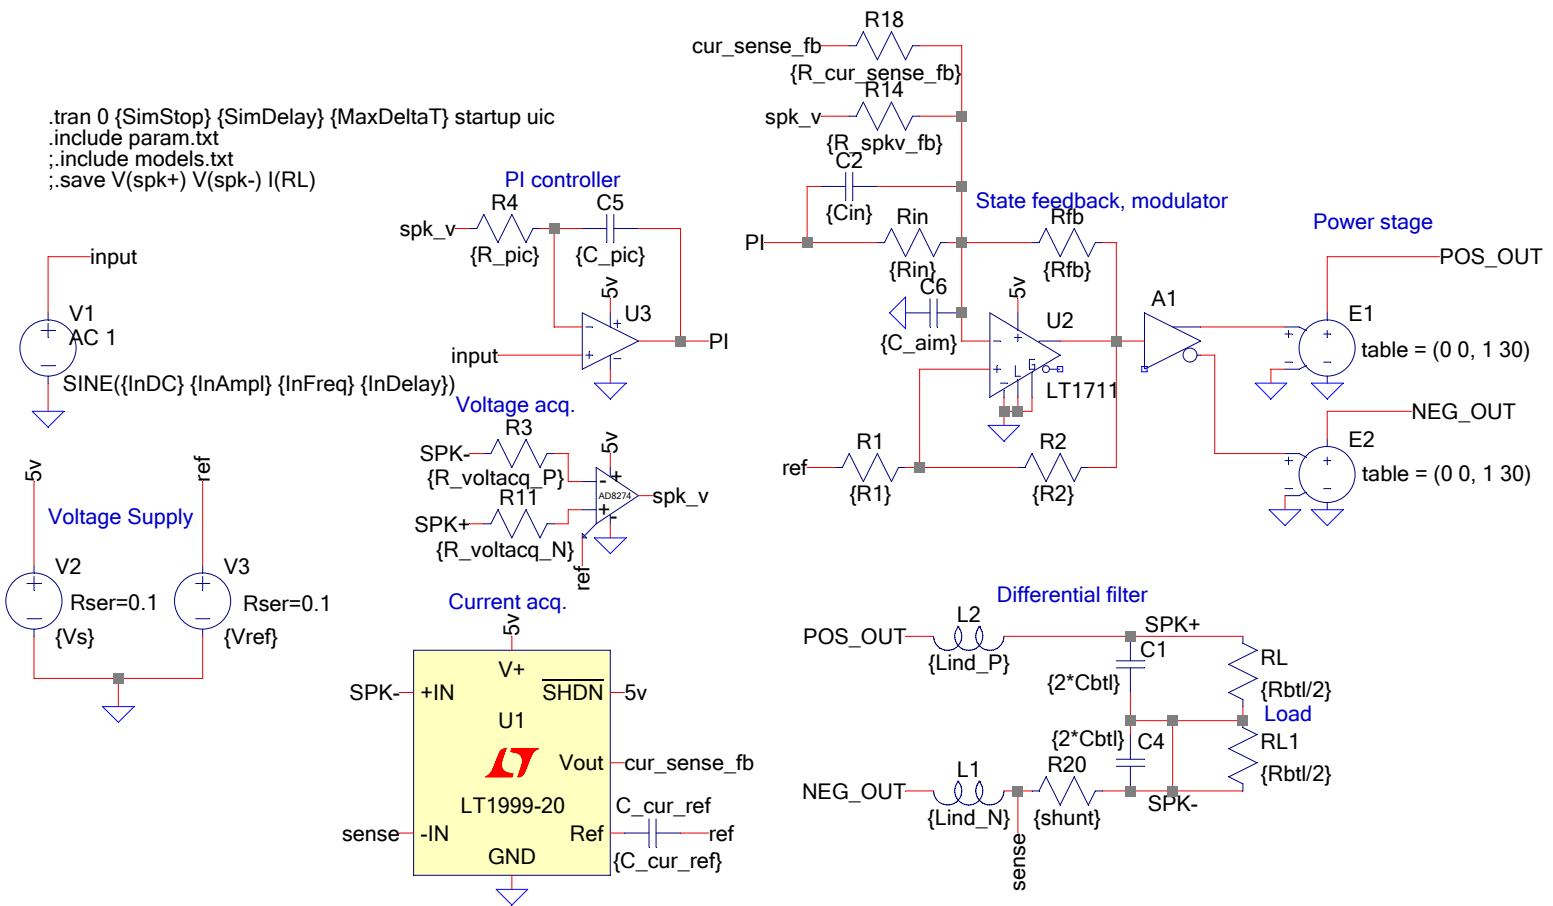 .tran 0 {SimStop} {SimDelay} {MaxDeltaT} startup uic
.include param.txt
;.include models.txt
;.save V(spk+) V(spk-) I(RL)
input
V1
AC 1
SINE({InDC} {InAmpl} {InFreq} {InDelay})
5v
ref
Voltage Supply
V2
Rser=0.1
{Vs}
V3
Rser=0.1
{Vref}
PI controller
R4
C5
spk_v
{R_pic}
{C_pic}
5v
U3
input
PI
Voltage acq.
R3
SPK-
{R_voltacq_P}
5v
R11
AD8274
spk_v
SPK+
{R_voltacq_N}
ref
Current acq.
5v
V+
SPK-
+IN
SHDN
5v
U1
Vout
cur_sense_fb
LT1999-20
C_cur_ref
sense
-IN
Ref
ref
{C_cur_ref}
GND
R18
cur_sense_fb
{R_cur_sense_fb}
R14
spk_v
{R_spkv_fb}
C2
{Cin}
State feedback, modulator
PI
Rin
{Rin}
Rfb
{Rfb}
C6
{C_aim}
5v
U2
L
G
LT1711
A1
ref
R1
{R1}
R2
{R2}
Power stage
POS_OUT
E1
table = (0 0, 1 30)
NEG_OUT
E2
table = (0 0, 1 30)
Differential filter
L2
POS_OUT
{Lind_P}
SPK+
C1
{2*Cbtl}
RL
{Rbtl/2}
Load
{2*Cbtl}
C4
RL1
{Rbtl/2}
L1
R20
NEG_OUT
{Lind_N}
{shunt}
SPK-
sense